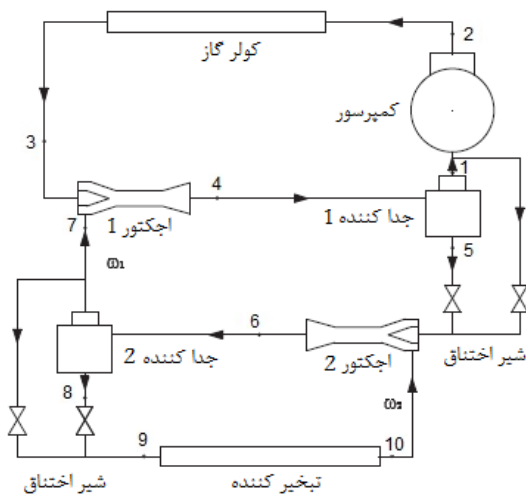 2
کولر گاز
کمپرسور
3
1
4
جدا کننده 1
7
اجکتور 1
5
ω₁
6
جدا کننده 2
اجکتور 2
شیر اختناق
8
ω₂
9
10
شیر اختناق
تبخیر کننده